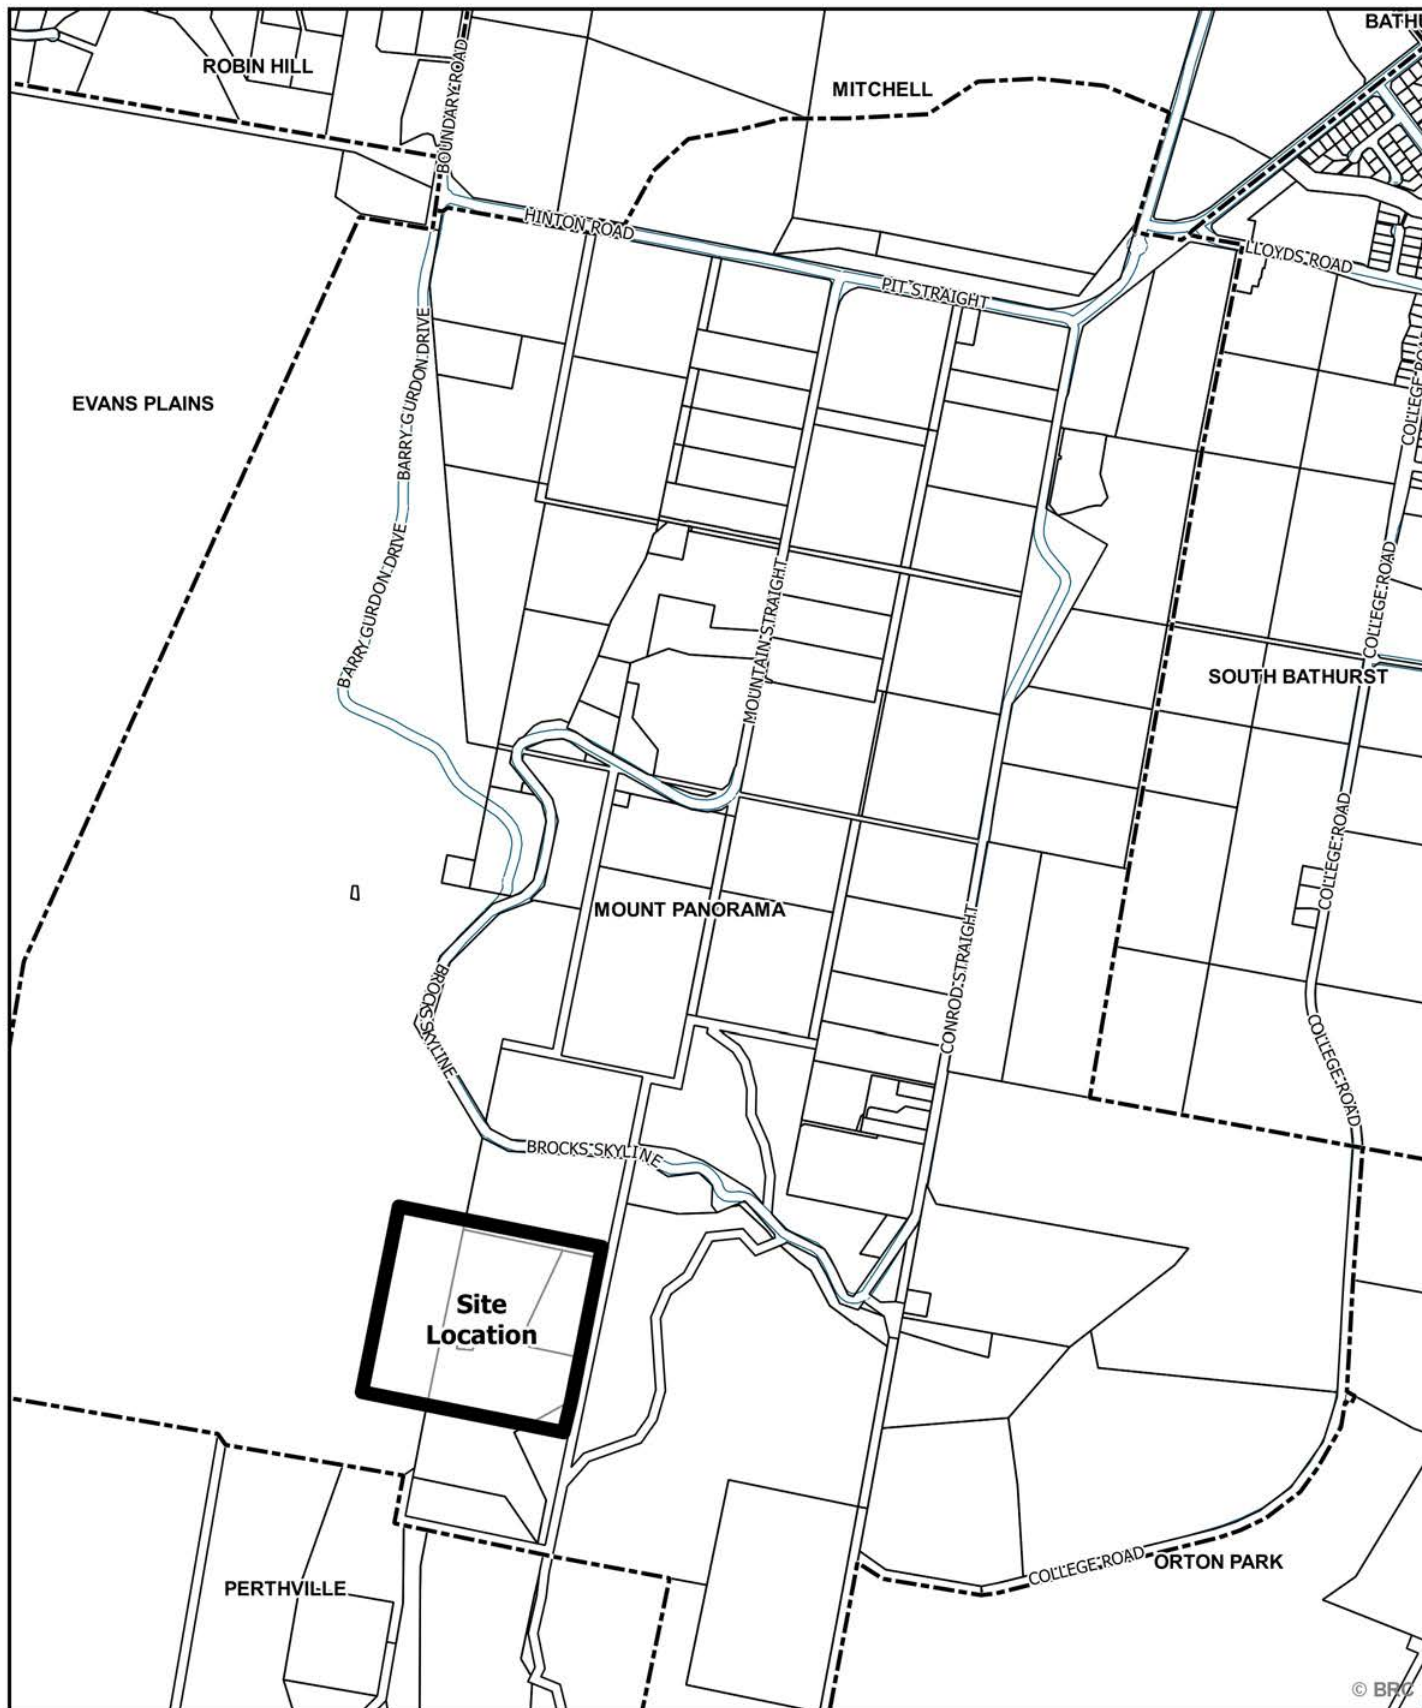 BATHU
ROBIN HILL
BOUNDARY ROAD
MITCHELL
HINTON ROAD
LLOYDS ROAD
PIT STRAIGHT
BARRY GURDON DRIVE
EVANS PLAINS
COLLEGE ROAD
BARRY GURDON DRIVE
MOUNTAIN STRAIGHT
COLLEGE ROAD
SOUTH BATHURST
COLLEGE ROAD
MOUNT PANORAMA
CONROD STRAIGHT
BROCKS SKYLINE
COLLEGE ROAD
BROCKS SKYLINE
Site
Location
COLLEGE ROAD
ORTON PARK
PERTHVILLE
© BRC